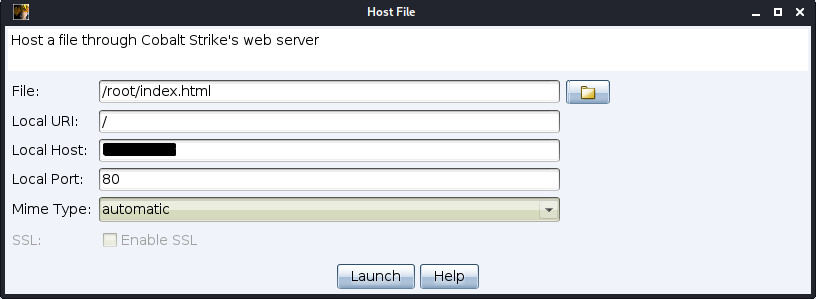 Host File
Host a file through Cobalt Strike's web server
File: /root/index.html
Local URI: /
Local Host:
Local Port: 80
Mime Type: automatic
SSL: Enable SSL
Launch Help